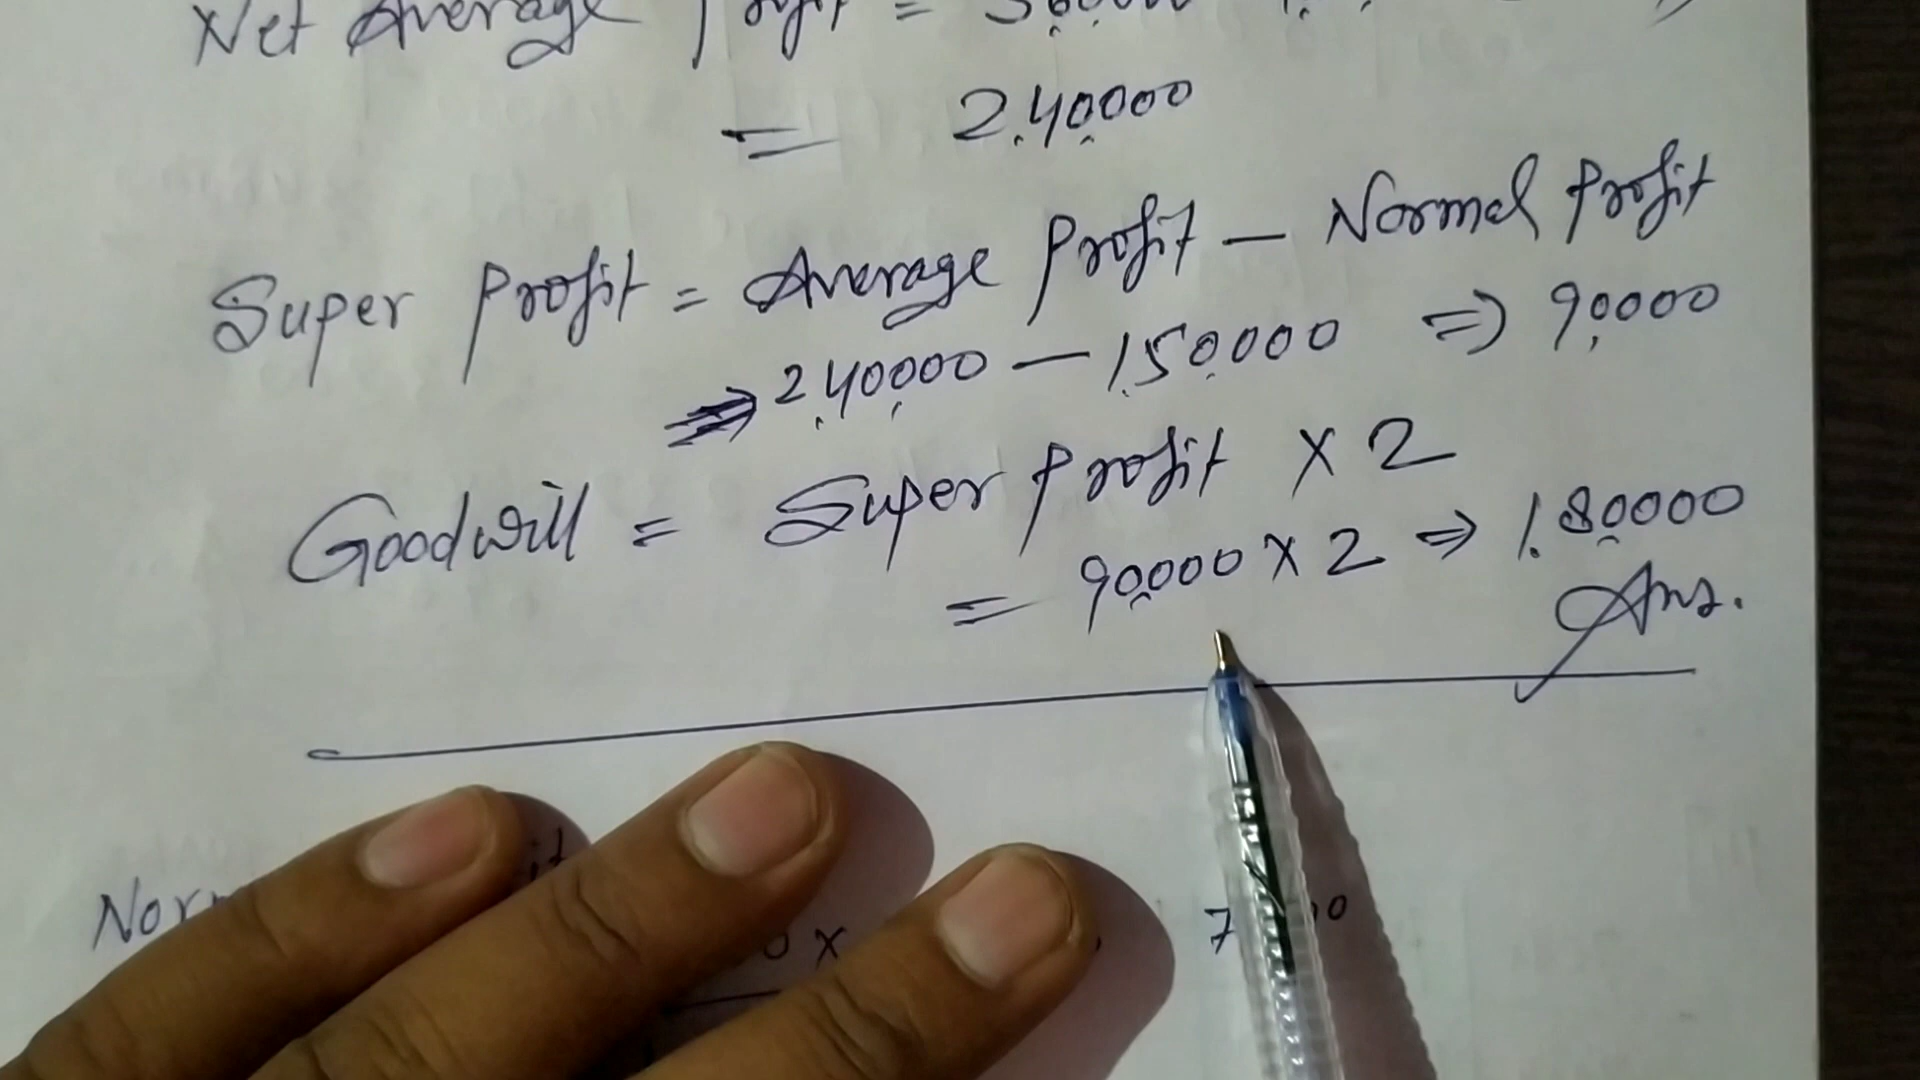 Net Average Profit =
= 2,40,000
Super Profit = Average Profit - Normal Profit
⇒ 2,40,000 - 1,50,000 ⇒ 90,000
Goodwill = Super Profit X 2
= 90,000 X 2 ⇒ 1,80,000
Ans.